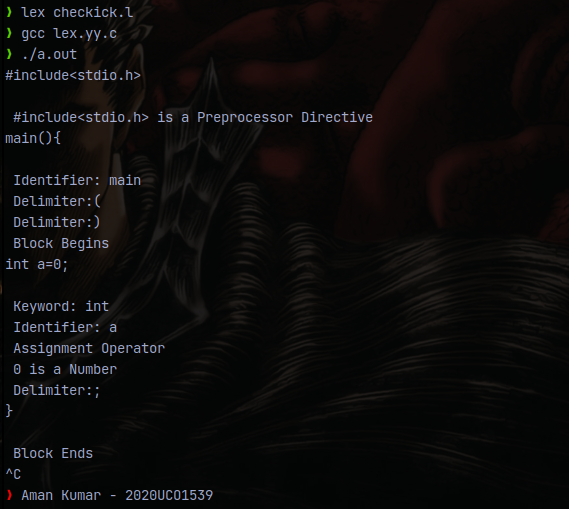 ❯ lex checkick.l
❯ gcc lex.yy.c
❯ ./a.out
#include<stdio.h>
#include<stdio.h> is a Preprocessor Directive
main(){
Identifier: main
Delimiter:(
Delimiter:)
Block Begins
int a=0;
Keyword: int
Identifier: a
Assignment Operator
0 is a Number
Delimiter:;
}
Block Ends
^C
❯ Aman Kumar - 2020UCO1539